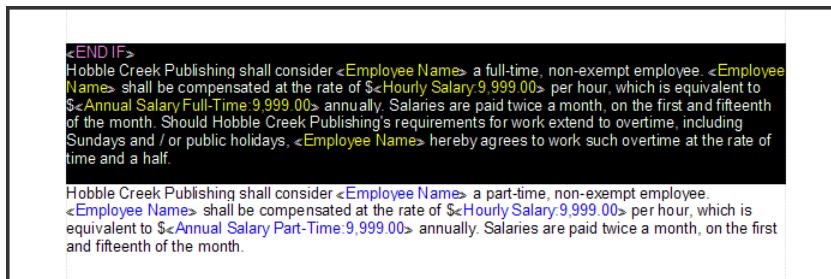 «END IF»
Hobble Creek Publishing shall consider «Employee Name» a full-time, non-exempt employee. «Employee
Name» shall be compensated at the rate of $«Hourly Salary:9,999.00» per hour, which is equivalent to
$«Annual Salary Full-Time:9,999.00» annually. Salaries are paid twice a month, on the first and fifteenth
of the month. Should Hobble Creek Publishing's requirements for work extend to overtime, including
Sundays and / or public holidays, «Employee Name» hereby agrees to work such overtime at the rate of
time and a half.
Hobble Creek Publishing shall consider «Employee Name» a part-time, non-exempt employee.
«Employee Name» shall be compensated at the rate of $«Hourly Salary:9,999.00» per hour, which is
equivalent to $«Annual Salary Part-Time:9,999.00» annually. Salaries are paid twice a month, on the first
and fifteenth of the month.